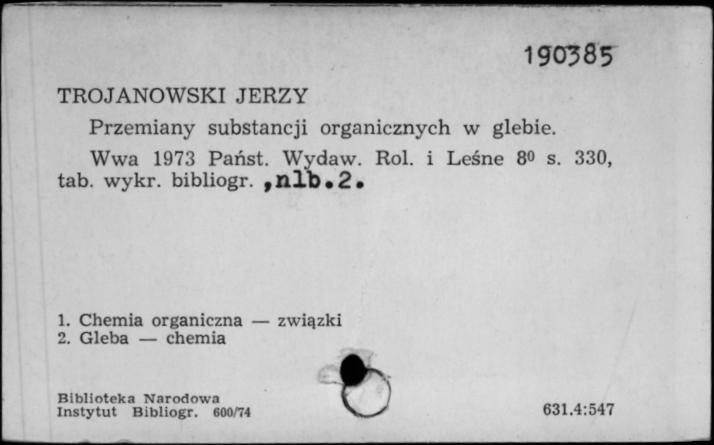 190385
TROJANOWSKI JERZY
Przemiany substancji organicznych w glebie.
Wwa 1973 Państ. Wydaw. Rol. i Leśne 8⁰ s. 330,
tab. wykr. bibliogr. ,nlb.2.
1. Chemia organiczna — związki
2. Gleba — chemia
Biblioteka Narodowa
Instytut Bibliogr. 600/74
631.4:547